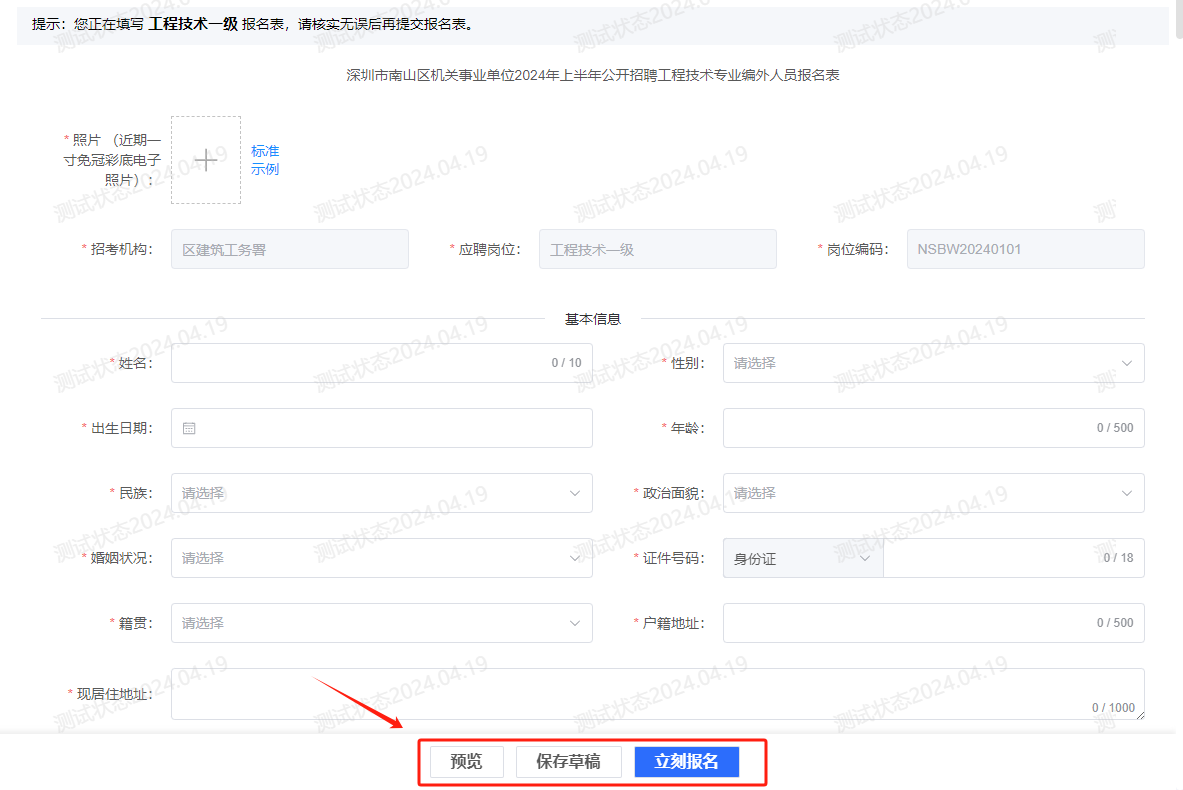 提示：您正在填写 工程技术一级 报名表，请核实无误后再提交报名表。
深圳市南山区机关事业单位2024年上半年公开招聘工程技术专业编外人员报名表
* 照片 （近期一
寸免冠彩底电子
照片）：
标准
示例
* 招考机构： 区建筑工务署 * 应聘岗位： 工程技术一级 * 岗位编码： NSBW20240101
基本信息
* 姓名： 0 / 10 * 性别： 请选择
* 出生日期： * 年龄： 0 / 500
* 民族： 请选择 * 政治面貌： 请选择
* 婚姻状况： 请选择 * 证件号码： 身份证 0 / 18
* 籍贯： 请选择 * 户籍地址： 0 / 500
* 现居住地址： 0 / 1000
预览 保存草稿 立刻报名
测试状态2024.04.19